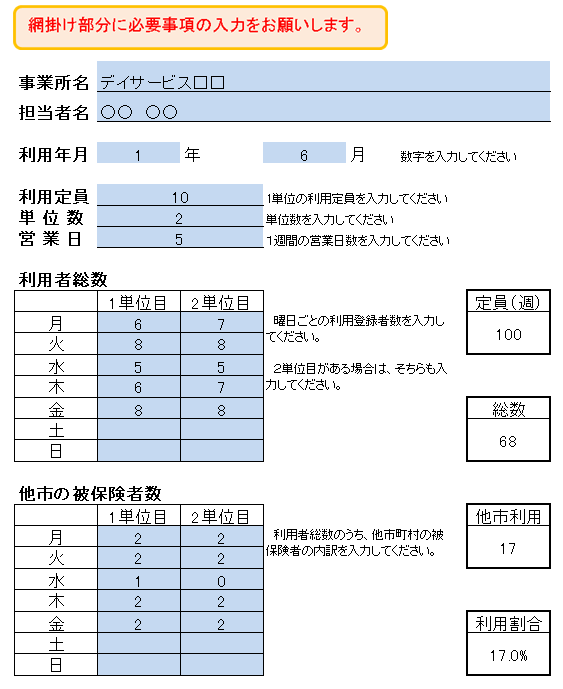 網掛け部分に必要事項の入力をお願いします。
事業所名 デイサービス□□
担当者名 ○○ ○○
利用年月 1 年 6 月 数字を入力してください
利用定員 10 1単位の利用定員を入力してください
単位数 2 単位数を入力してください
営業日 5 1週間の営業日数を入力してください
利用者総数
1単位目 2単位目
月 6 7
火 8 8
水 5 5
木 6 7
金 8 8
土
日
曜日ごとの利用登録者数を入力し
てください。
2単位目がある場合は、そちらも入
力してください。
定員(週)
100
総数
68
他市の被保険者数
1単位目 2単位目
月 2 2
火 2 2
水 1 0
木 2 2
金 2 2
土
日
利用者総数のうち、他市町村の被
保険者の内訳を入力してください。
他市利用
17
利用割合
17.0%